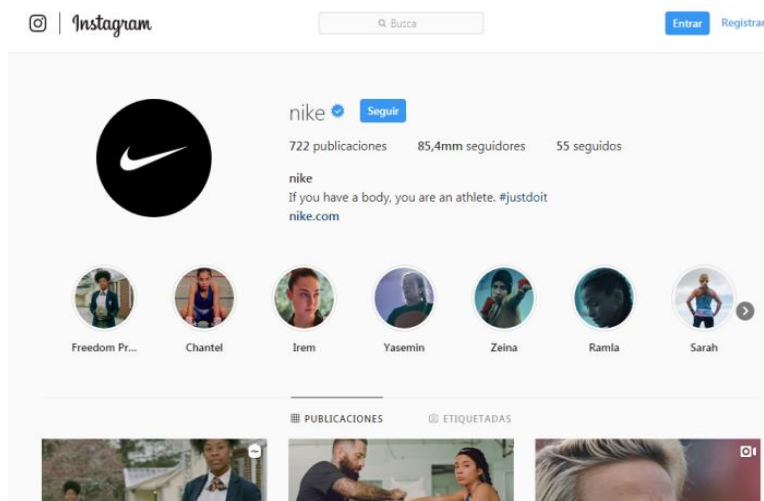 Instagram
Busca
Entrar
Registrar
nike
Seguir
722 publicaciones 85,4mm seguidores 55 seguidos
nike
If you have a body, you are an athlete. #justdoit
nike.com
Freedom Pr... Chantel Irem Yasemin Zeina Ramla Sarah
PUBLICACIONES ETIQUETADAS